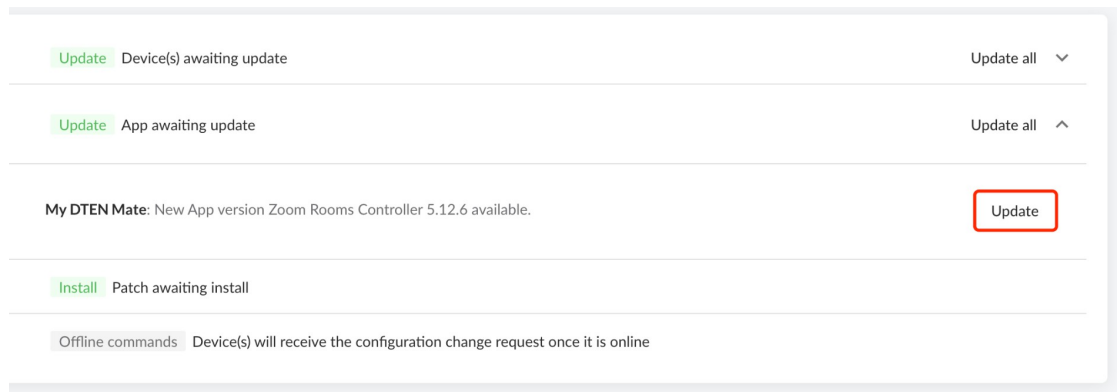 Update Device(s) awaiting update Update all
Update App awaiting update Update all
My DTEN Mate: New App version Zoom Rooms Controller 5.12.6 available. Update
Install Patch awaiting install
Offline commands Device(s) will receive the configuration change request once it is online